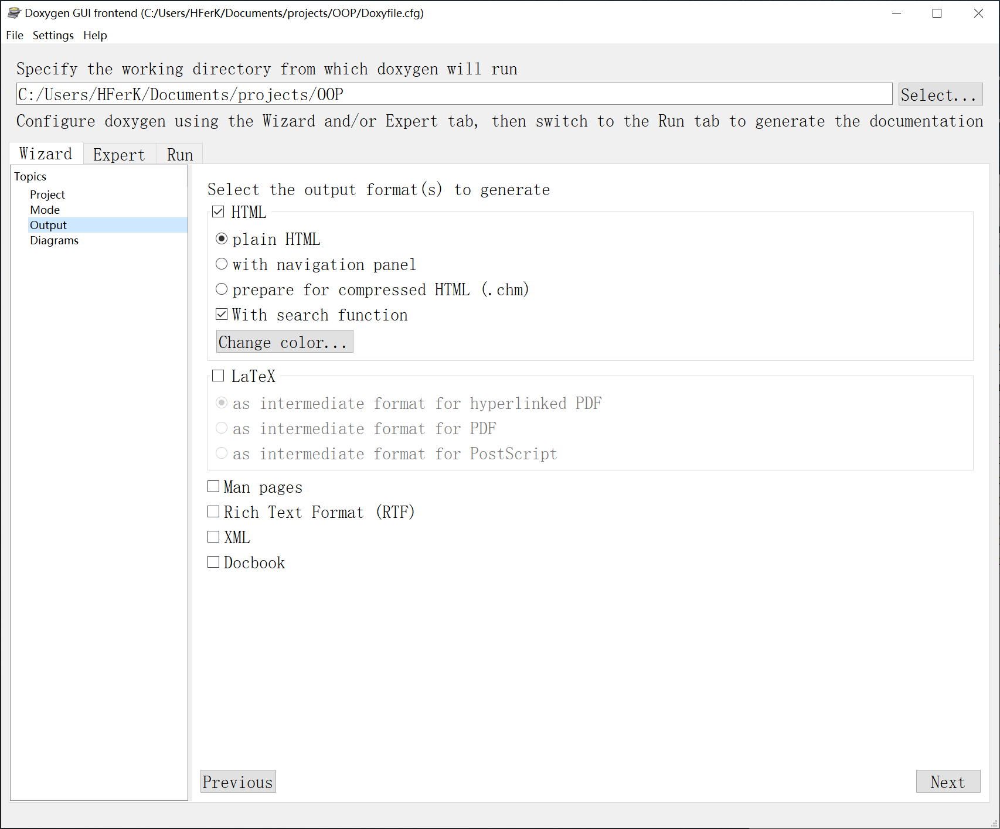 Doxygen GUI frontend (C:/Users/HFerK/Documents/projects/OOP/Doxyfile.cfg)
File Settings Help
Specify the working directory from which doxygen will run
C:/Users/HFerK/Documents/projects/OOP Select...
Configure doxygen using the Wizard and/or Expert tab, then switch to the Run tab to generate the documentation
Wizard Expert Run
Topics
Project
Mode
Output
Diagrams
Select the output format(s) to generate
HTML
plain HTML
with navigation panel
prepare for compressed HTML (.chm)
With search function
Change color...
LaTeX
as intermediate format for hyperlinked PDF
as intermediate format for PDF
as intermediate format for PostScript
Man pages
Rich Text Format (RTF)
XML
Docbook
Previous Next